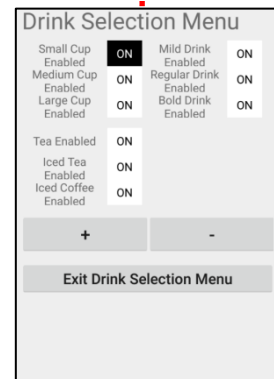 Drink Selection Menu
Small Cup Enabled ON Mild Drink Enabled ON
Medium Cup Enabled ON Regular Drink Enabled ON
Large Cup Enabled ON Bold Drink Enabled ON
Tea Enabled ON
Iced Tea Enabled ON
Iced Coffee Enabled ON
+ -
Exit Drink Selection Menu